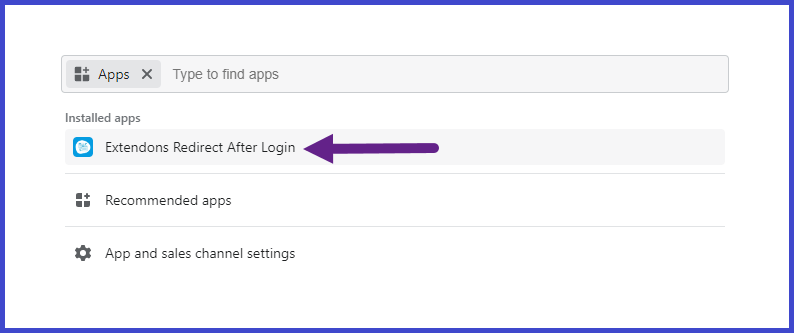 Apps
Type to find apps
Installed apps
Extendons Redirect After Login
Recommended apps
App and sales channel settings